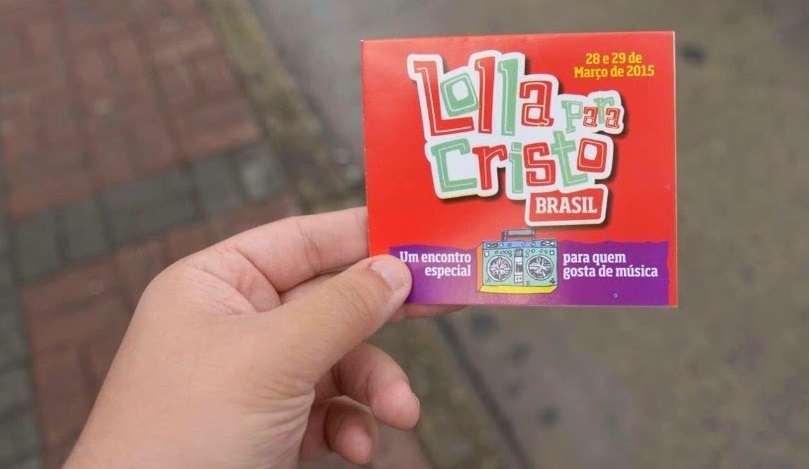 28 e 29 de
Março de 2015
Lolla para
Cristo
BRASIL
Um encontro
especial
para quem
gosta de música